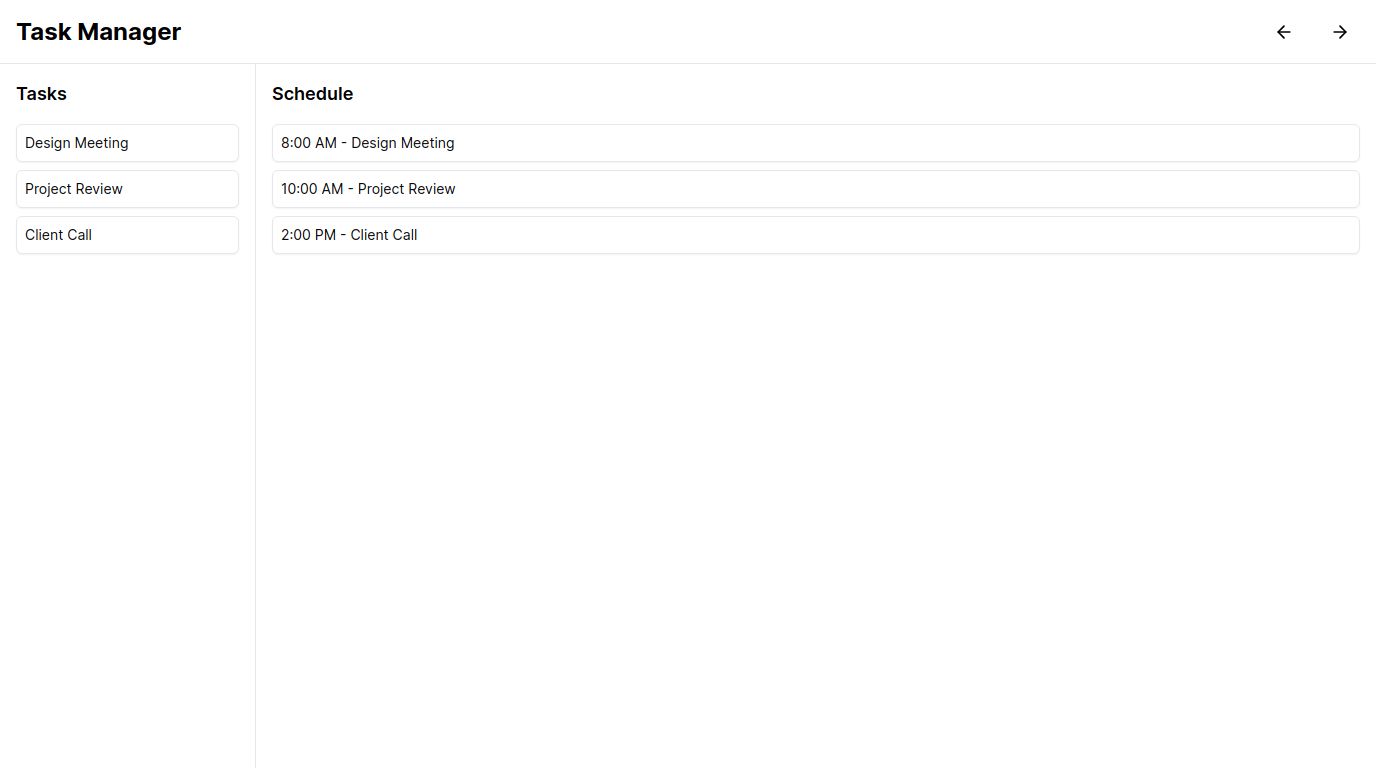 Task Manager
Tasks
Design Meeting
Project Review
Client Call
Schedule
8:00 AM - Design Meeting
10:00 AM - Project Review
2:00 PM - Client Call